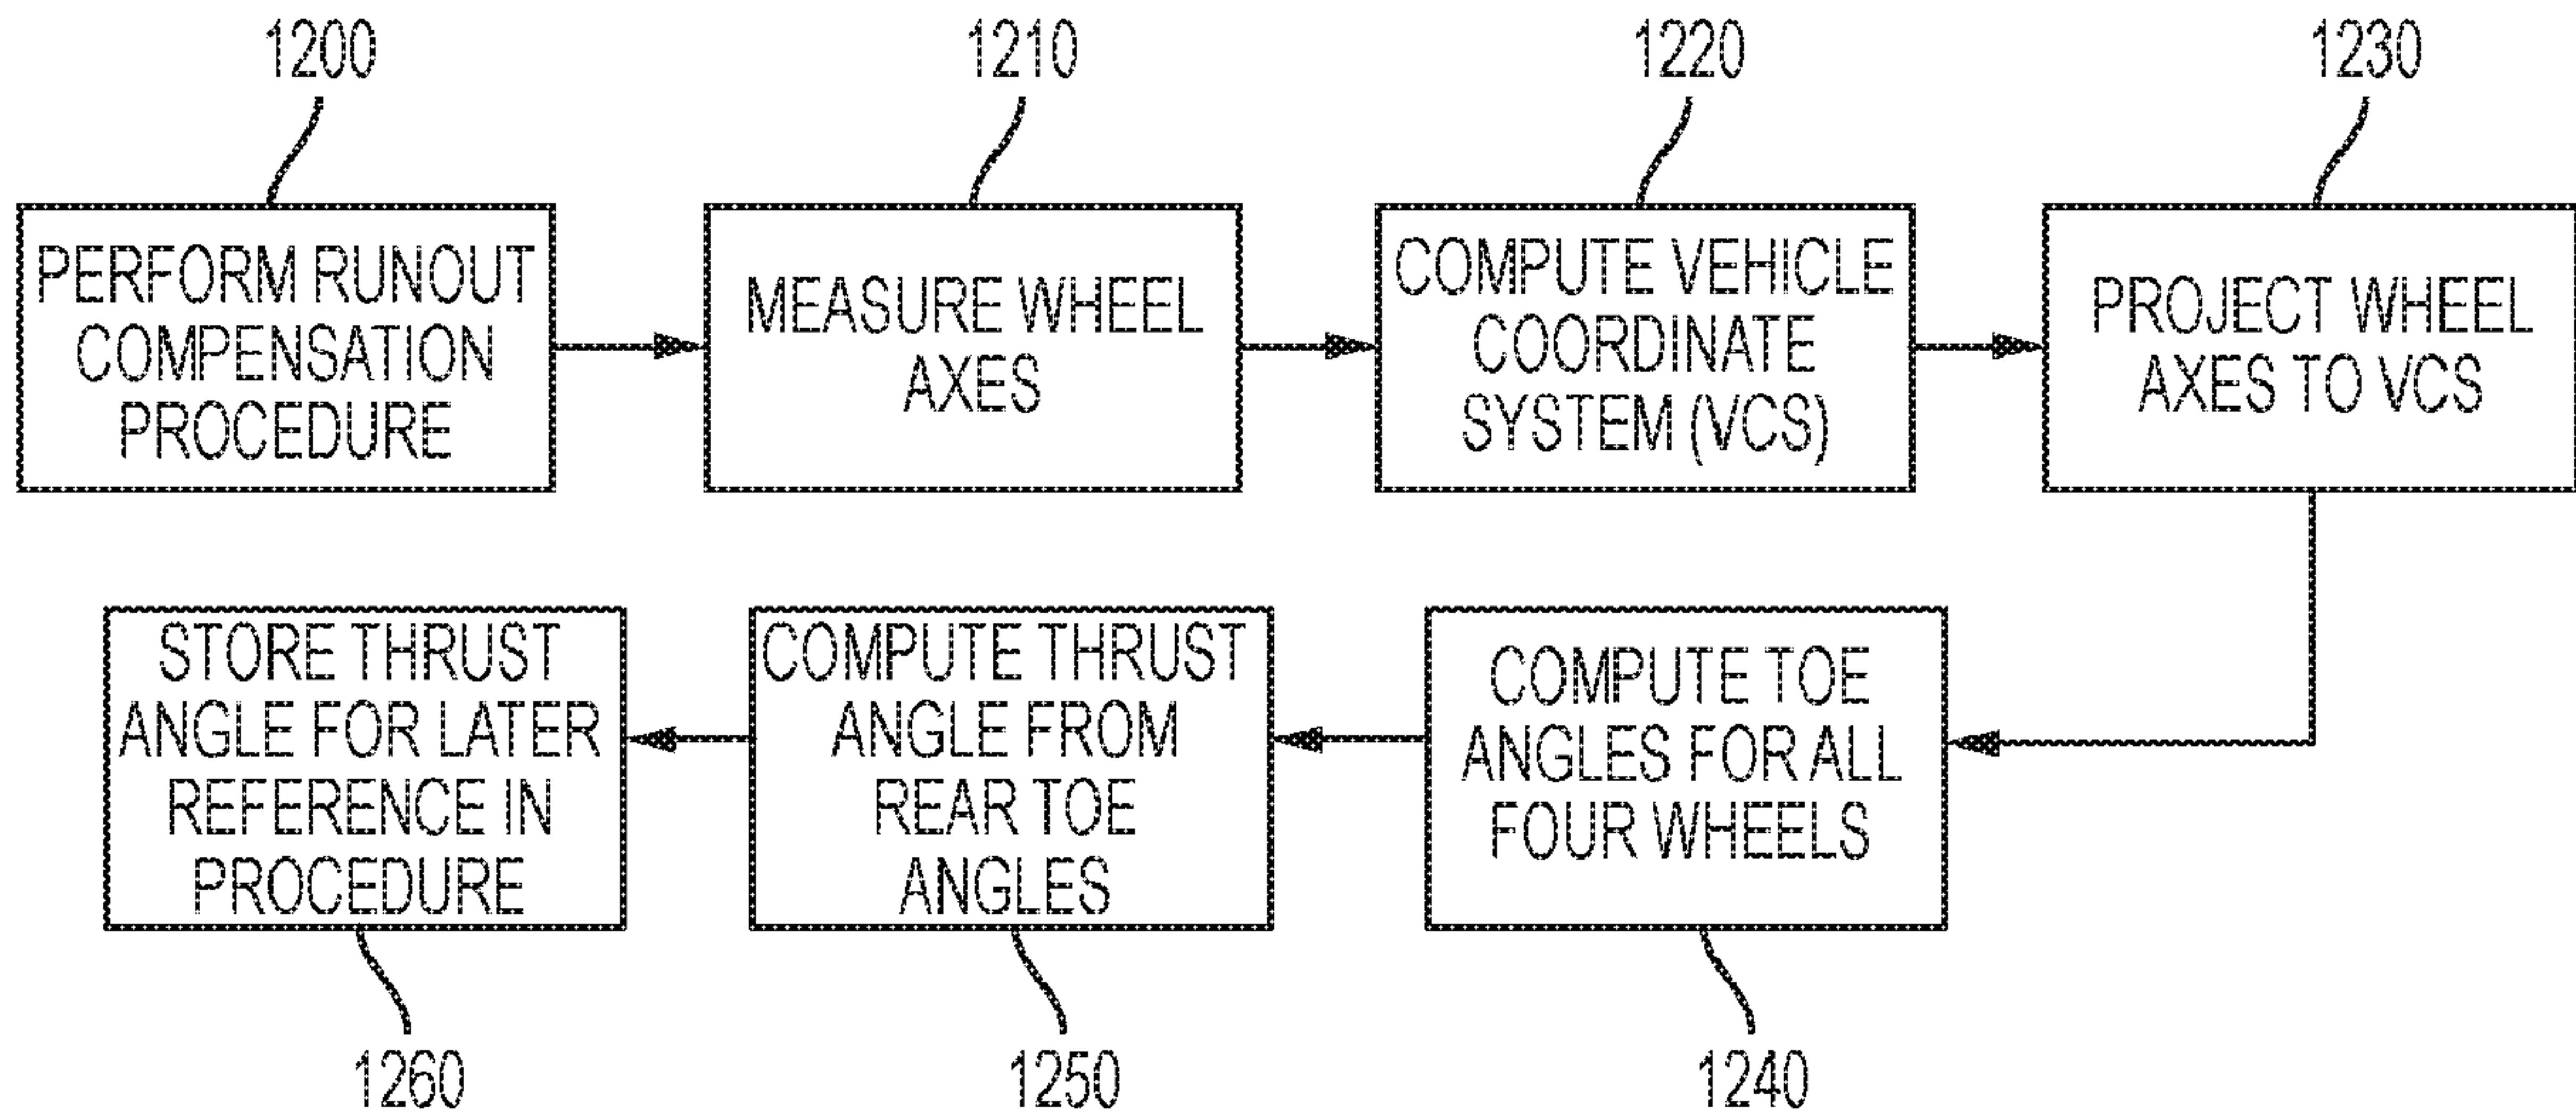 1200
1210
1220
1230
PERFORM RUNOUT
COMPENSATION
PROCEDURE
MEASURE WHEEL
AXES
COMPUTE VEHICLE
COORDINATE
SYSTEM (VCS)
PROJECT WHEEL
AXES TO VCS
COMPUTE TOE
ANGLES FOR ALL
FOUR WHEELS
COMPUTE THRUST
ANGLE FROM
REAR TOE
ANGLES
STORE THRUST
ANGLE FOR LATER
REFERENCE IN
PROCEDURE
1260
1250
1240